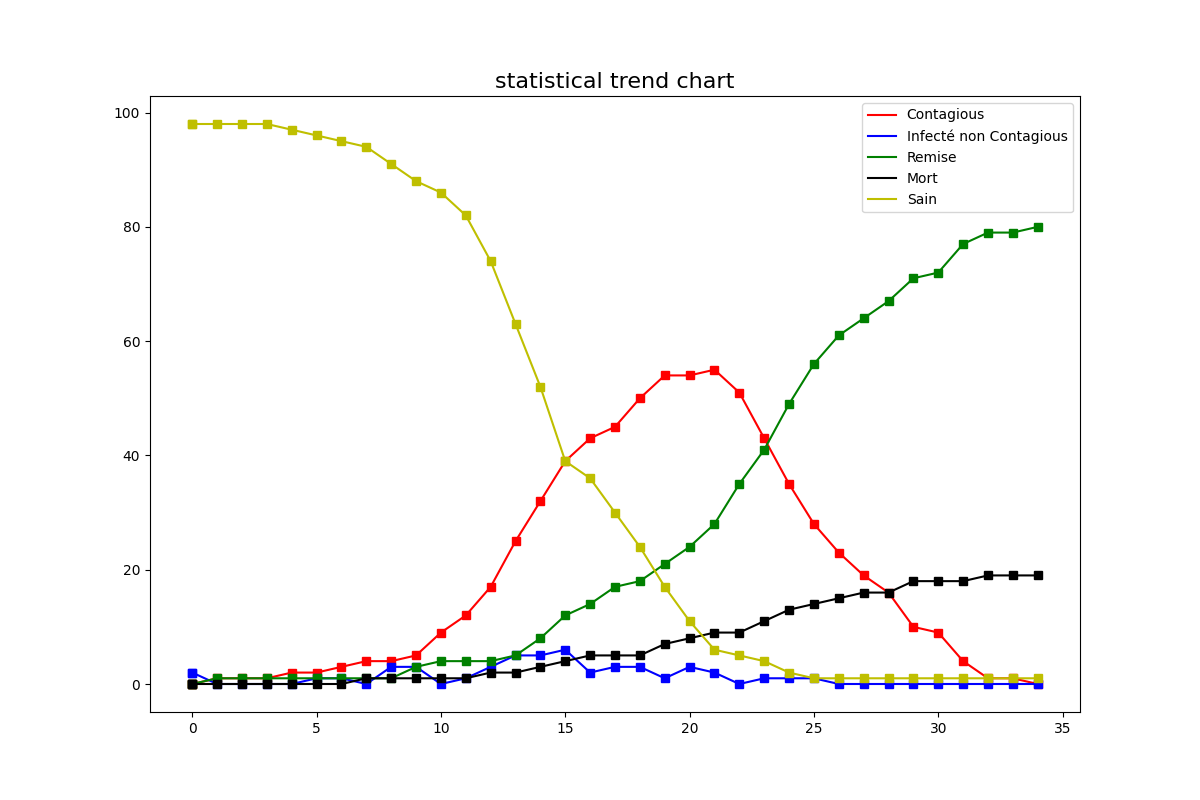 statistical trend chart
100
80
60
40
20
0
0 5 10 15 20 25 30 35
Contagious
Infecté non Contagious
Remise
Mort
Sain